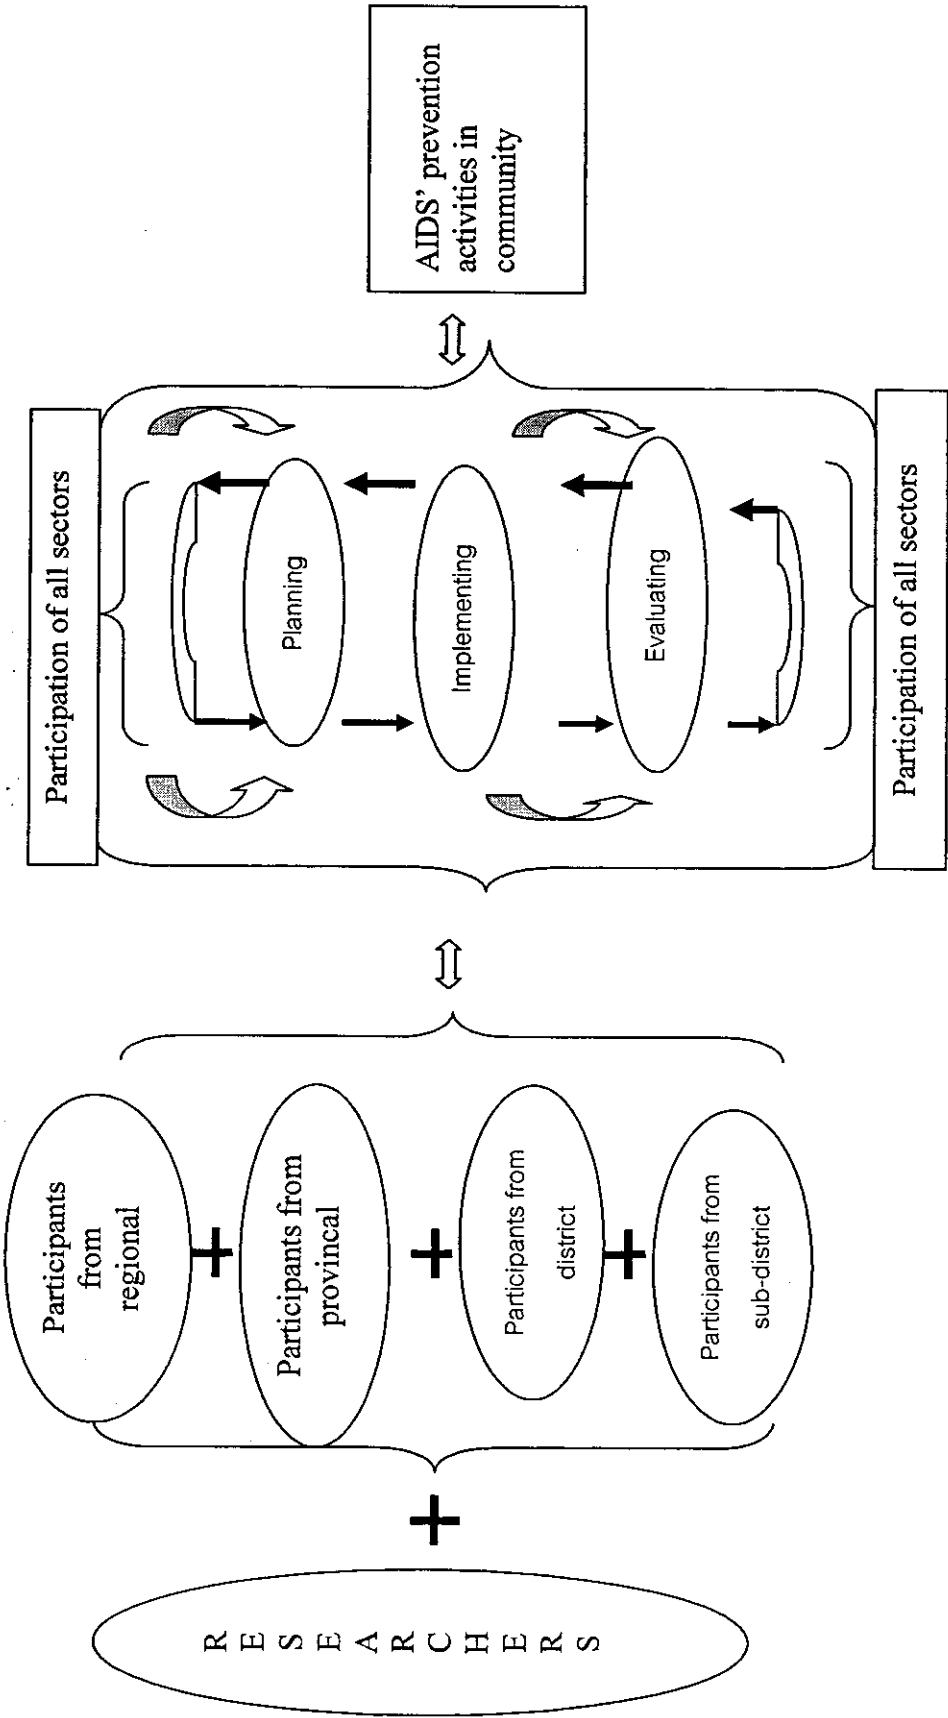 R
E
S
E
A
R
C
H
E
R
S
Participants
from
regional
Participants from
provincal
Participants from
district
Participants from
sub-district
Participation of all sectors
Planning
Implementing
Evaluating
Participation of all sectors
AIDS' prevention
activities in
community